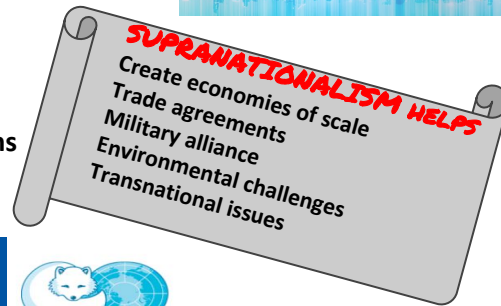 SUPRANATIONALISM HELPS
Create economies of scale
Trade agreements
Military alliance
Environmental challenges
Transnational issues